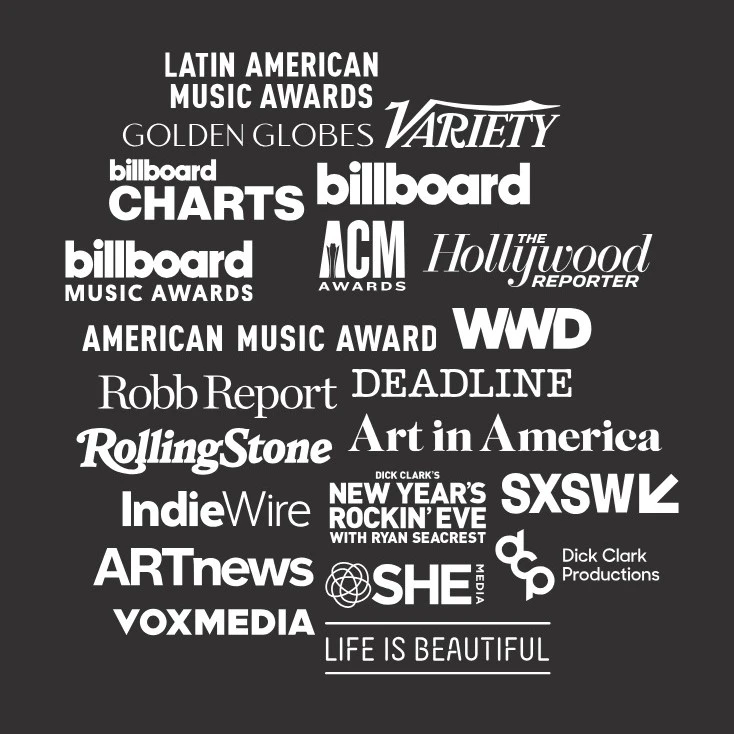 LATIN AMERICAN
MUSIC AWARDS
GOLDEN GLOBES
VARIETY
billboard
CHARTS
billboard
billboard
MUSIC AWARDS
ACM
AWARDS
THE
Hollywood
REPORTER
AMERICAN MUSIC AWARD
WWD
Robb Report
DEADLINE
RollingStone
Art in America
IndieWire
DICK CLARK'S
NEW YEAR'S
ROCKIN' EVE
WITH RYAN SEACREST
SXSW
ARTnews
SHE
MEDIA
dcp
Dick Clark
Productions
VOXMEDIA
LIFE IS BEAUTIFUL